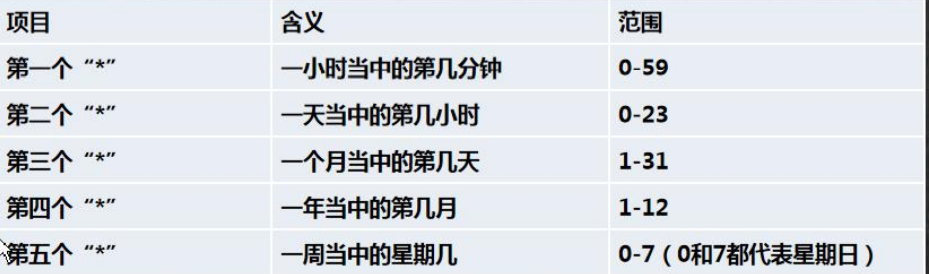 项目 含义 范围
第一个 “*” 一小时当中的第几分钟 0-59
第二个 “*” 一天当中的第几小时 0-23
第三个 “*” 一个月当中的第几天 1-31
第四个 “*” 一年当中的第几月 1-12
第五个 “*” 一周当中的星期几 0-7（0和7都代表星期日）